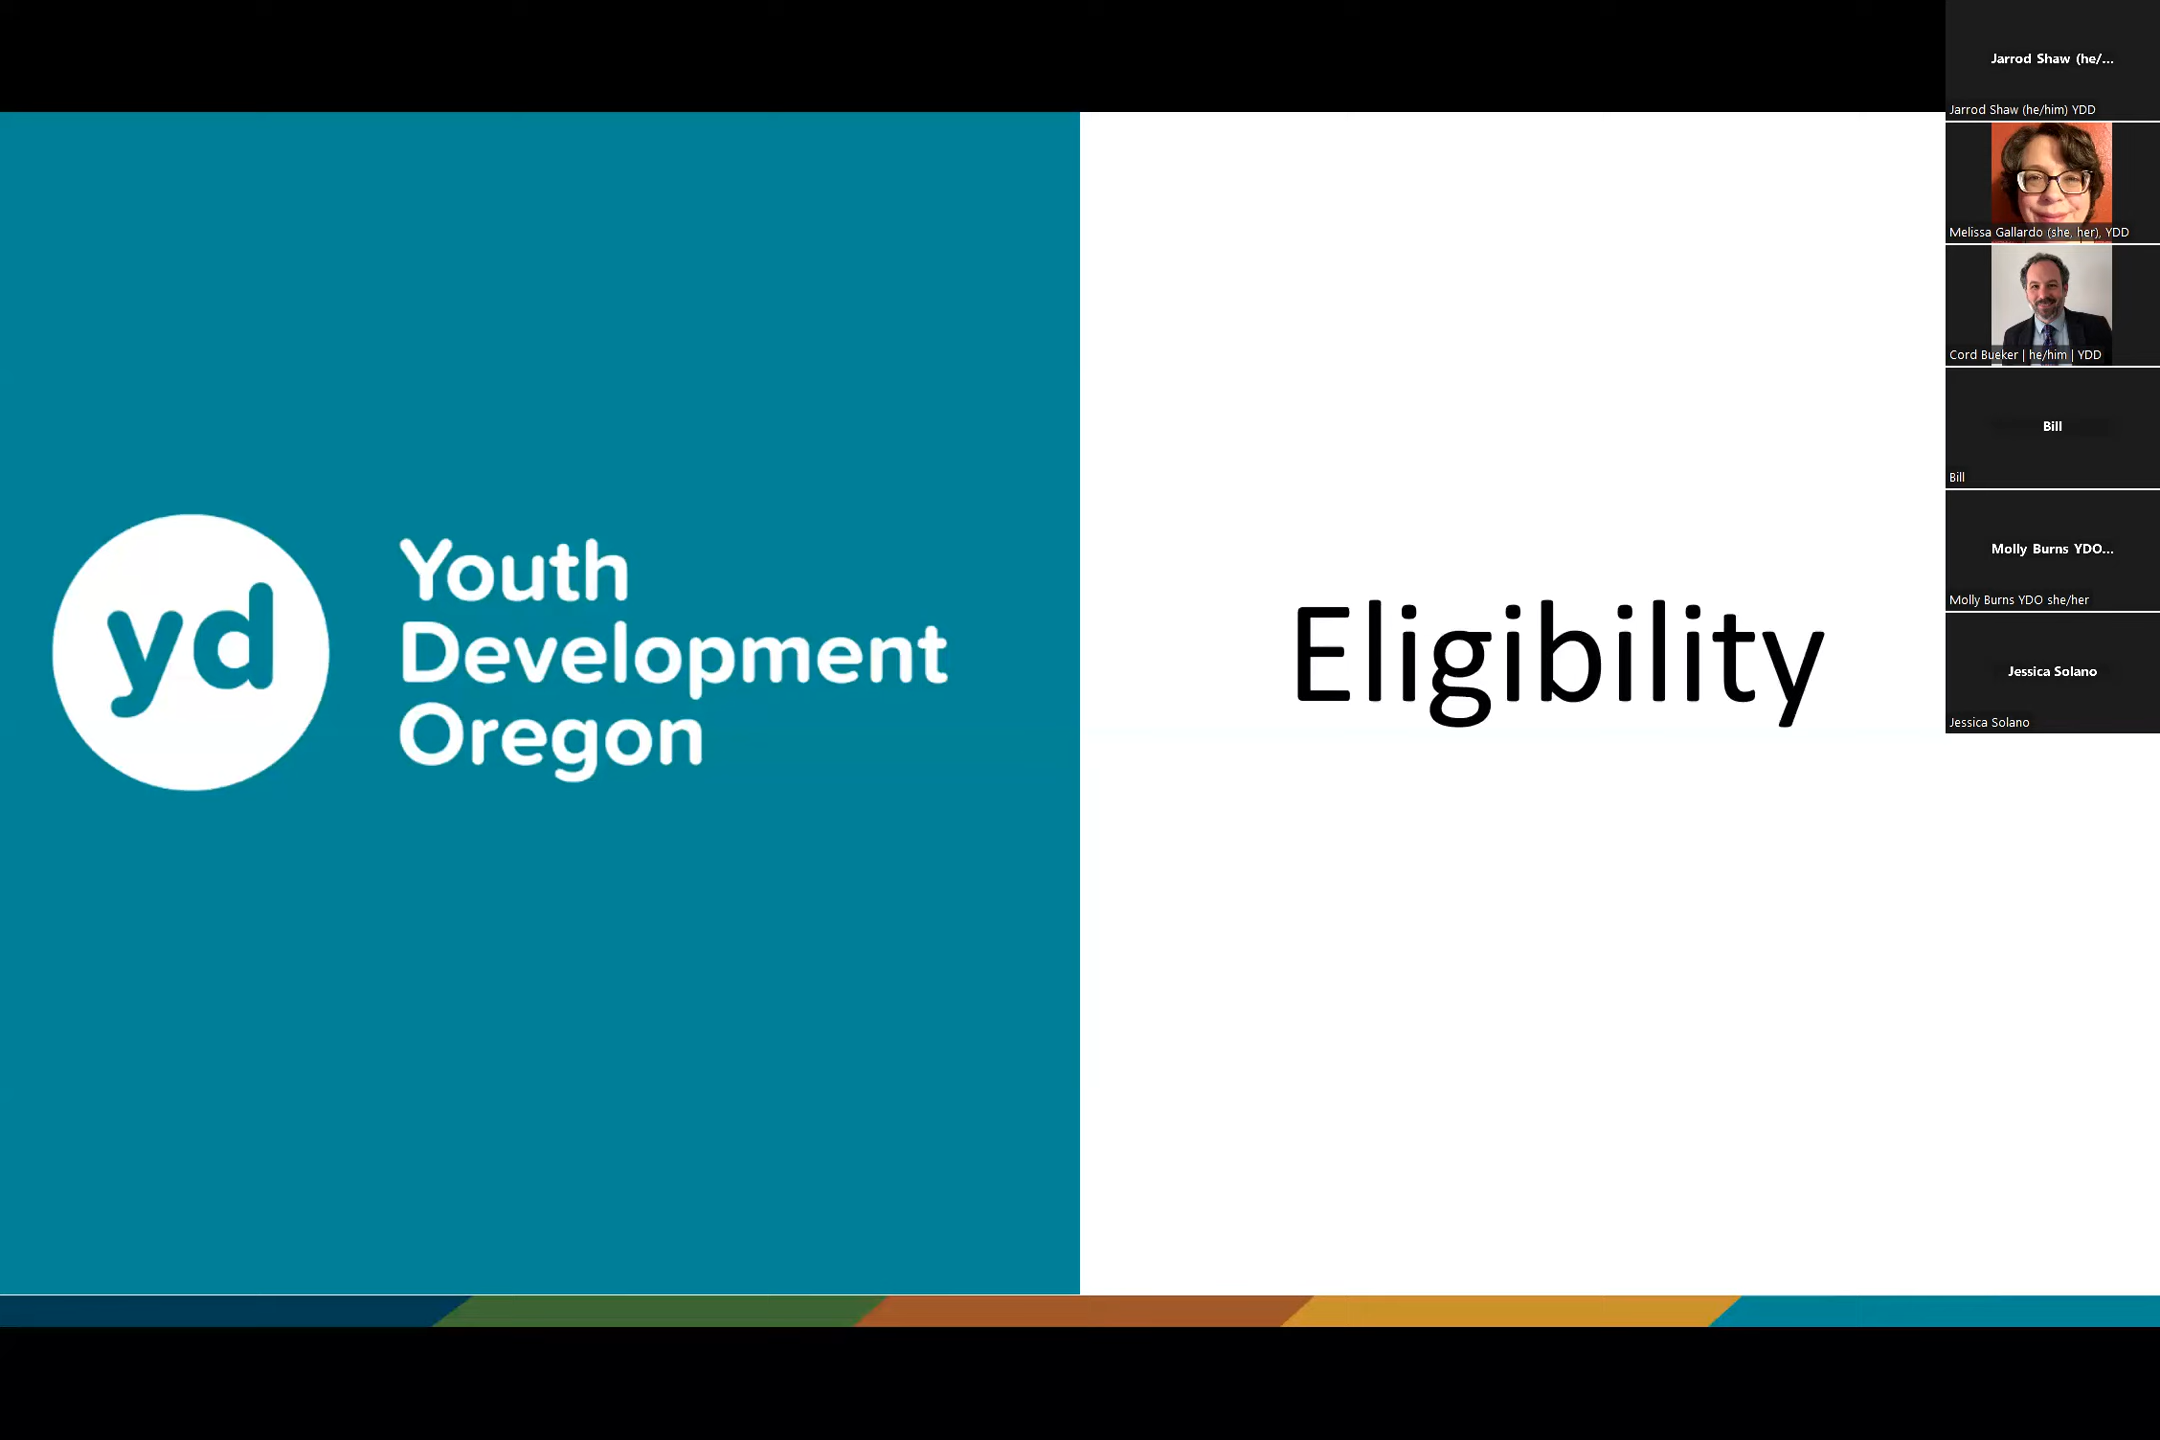 yd
Youth
Development
Oregon
Eligibility
Jarrod Shaw (he/...
Jarrod Shaw (he/him) YDD
Melissa Gallardo (she, her), YDD
Cord Bueker | he/him | YDD
Bill
Bill
Molly Burns YDO...
Molly Burns YDO she/her
Jessica Solano
Jessica Solano